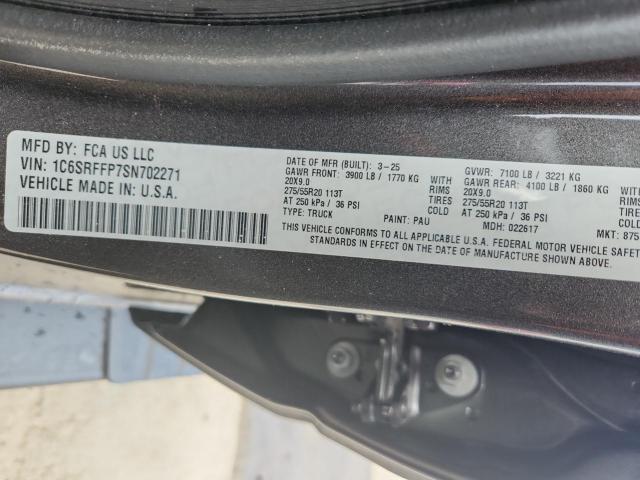 MFD BY: FCA US LLC
VIN: 1C6SRFFP7SN702271
VEHICLE MADE IN: U.S.A.
DATE OF MFR (BUILT): 3-25
GAWR FRONT: 3900 LB / 1770 KG WITH
20X9.0 RIMS
275/55R20 113T TIRES
AT 250 kPa / 36 PSI COLD
TYPE: TRUCK PAINT: PAU
GVWR: 7100 LB / 3221 KG
GAWR REAR: 4100 LB / 1860 KG WITH
20X9.0 RIMS
275/55R20 113T TIRES
AT 250 kPa / 36 PSI COLD
MDH: 022617 MKT: 875
THIS VEHICLE CONFORMS TO ALL APPLICABLE U.S.A. FEDERAL MOTOR VEHICLE SAFETY
STANDARDS IN EFFECT ON THE DATE OF MANUFACTURE SHOWN ABOVE.